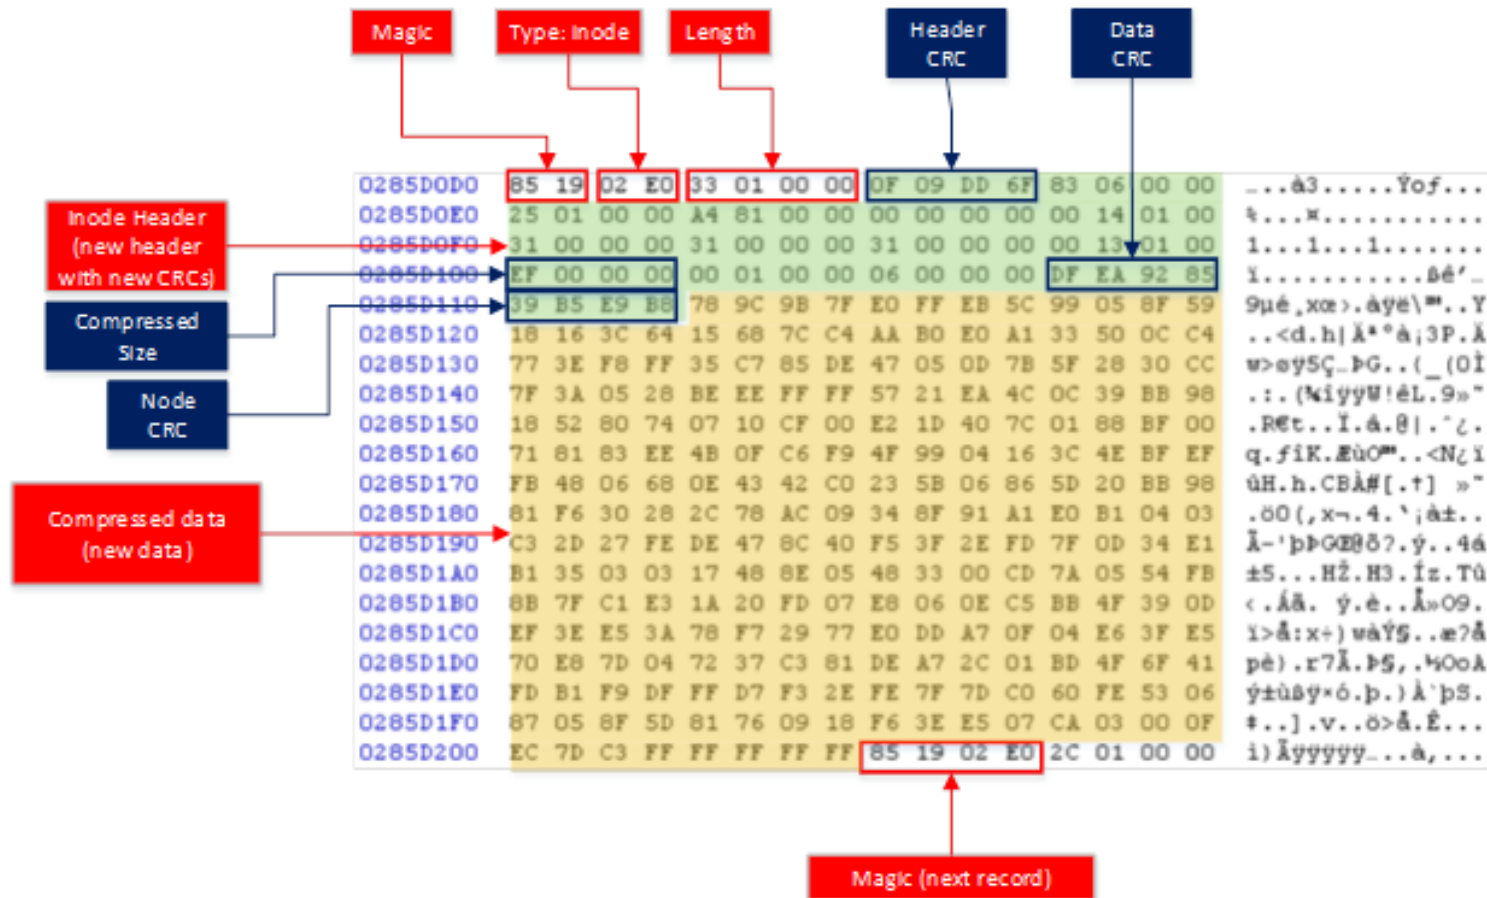 Magic
Type: Inode
Length
Header
CRC
Data
CRC
Inode Header
(new header
with new CRCs)
Compressed
Size
Node
CRC
Compressed data
(new data)
0285D0D0 85 19 02 E0 33 01 00 00 0F 09 DD 6F 83 06 00 00
0285D0E0 25 01 00 00 A4 81 00 00 00 00 00 00 00 14 01 00
0285D0F0 31 00 00 00 31 00 00 00 31 00 00 00 00 13 01 00
0285D100 EF 00 00 00 00 01 00 00 06 00 00 00 DF EA 92 85
0285D110 39 B5 E9 B8 78 9C 9B 7F E0 FF EB 5C 99 05 8F 59
0285D120 18 16 3C 64 15 68 7C C4 AA B0 E0 A1 33 50 0C C4
0285D130 77 3E F8 FF 35 C7 85 DE 47 05 0D 7B 5F 28 30 CC
0285D140 7F 3A 05 28 BE EE FF FF 57 21 EA 4C 0C 39 BB 98
0285D150 18 52 80 74 07 10 CF 00 E2 1D 40 7C 01 88 BF 00
0285D160 71 81 83 EE 4B 0F C6 F9 4F 99 04 16 3C 4E BF EF
0285D170 FB 48 06 68 0E 43 42 C0 23 5B 06 86 5D 20 BB 98
0285D180 81 F6 30 28 2C 78 AC 09 34 8F 91 A1 E0 B1 04 03
0285D190 C3 2D 27 FE DE 47 8C 40 F5 3F 2E FD 7F 0D 34 E1
0285D1A0 B1 35 03 03 17 48 8E 05 48 33 00 CD 7A 05 54 FB
0285D1B0 8B 7F C1 E3 1A 20 FD 07 E8 06 0E C5 BB 4F 39 0D
0285D1C0 EF 3E E5 3A 78 F7 29 77 E0 DD A7 0F 04 E6 3F E5
0285D1D0 70 E8 7D 04 72 37 C3 81 DE A7 2C 01 BD 4F 6F 41
0285D1E0 FD B1 F9 DF FF D7 F3 2E FE 7F 7D C0 60 FE 53 06
0285D1F0 87 05 8F 5D 81 76 09 18 F6 3E E5 07 CA 03 00 0F
0285D200 EC 7D C3 FF FF FF FF FF 85 19 02 E0 2C 01 00 00
Magic (next record)